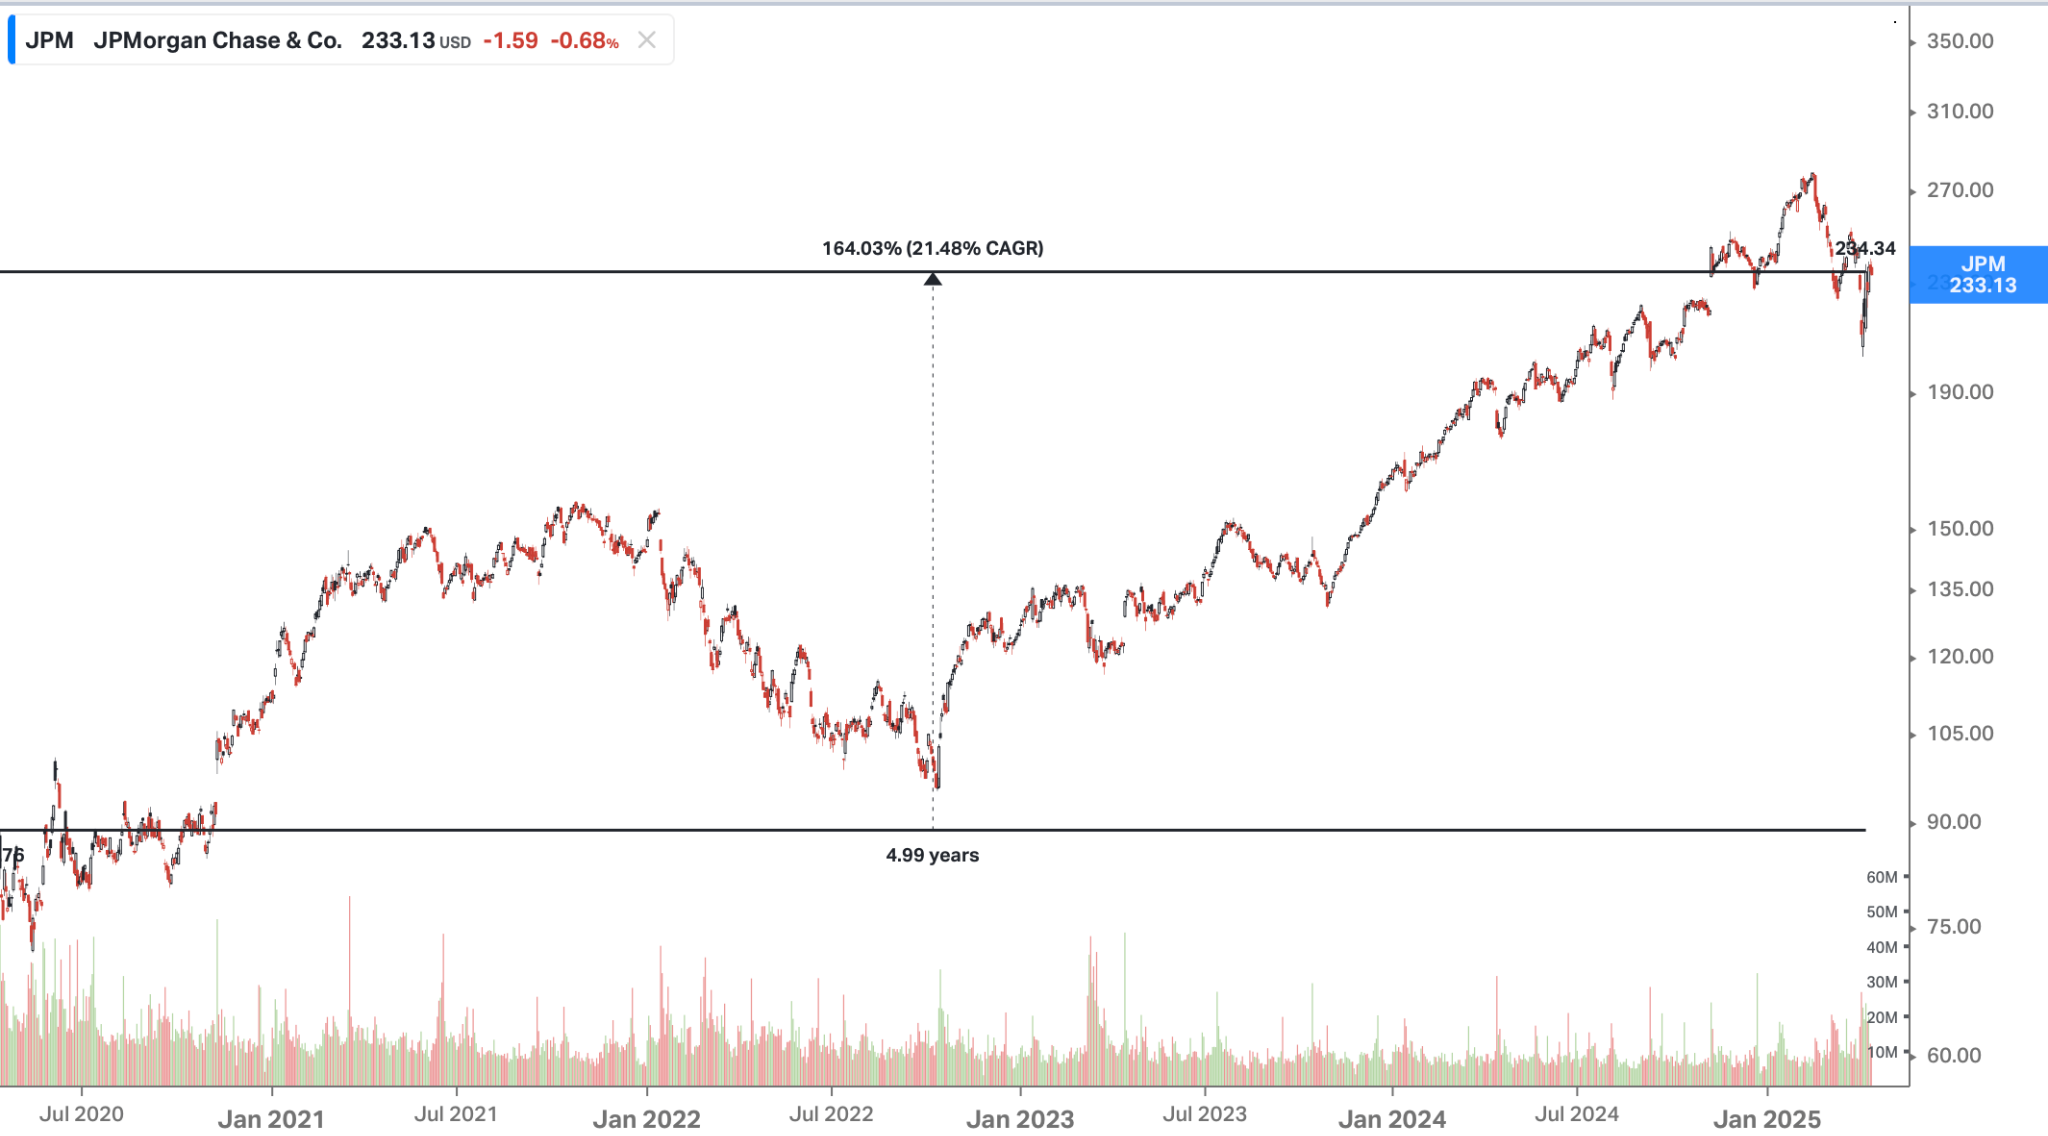 JPM JPMorgan Chase & Co. 233.13 USD -1.59 -0.68%
350.00
310.00
270.00
164.03% (21.48% CAGR)
234.34
JPM
233.13
190.00
150.00
135.00
120.00
105.00
90.00
76
4.99 years
60M
50M
75.00
40M
30M
20M
10M
60.00
Jul 2020 Jan 2021 Jul 2021 Jan 2022 Jul 2022 Jan 2023 Jul 2023 Jan 2024 Jul 2024 Jan 2025